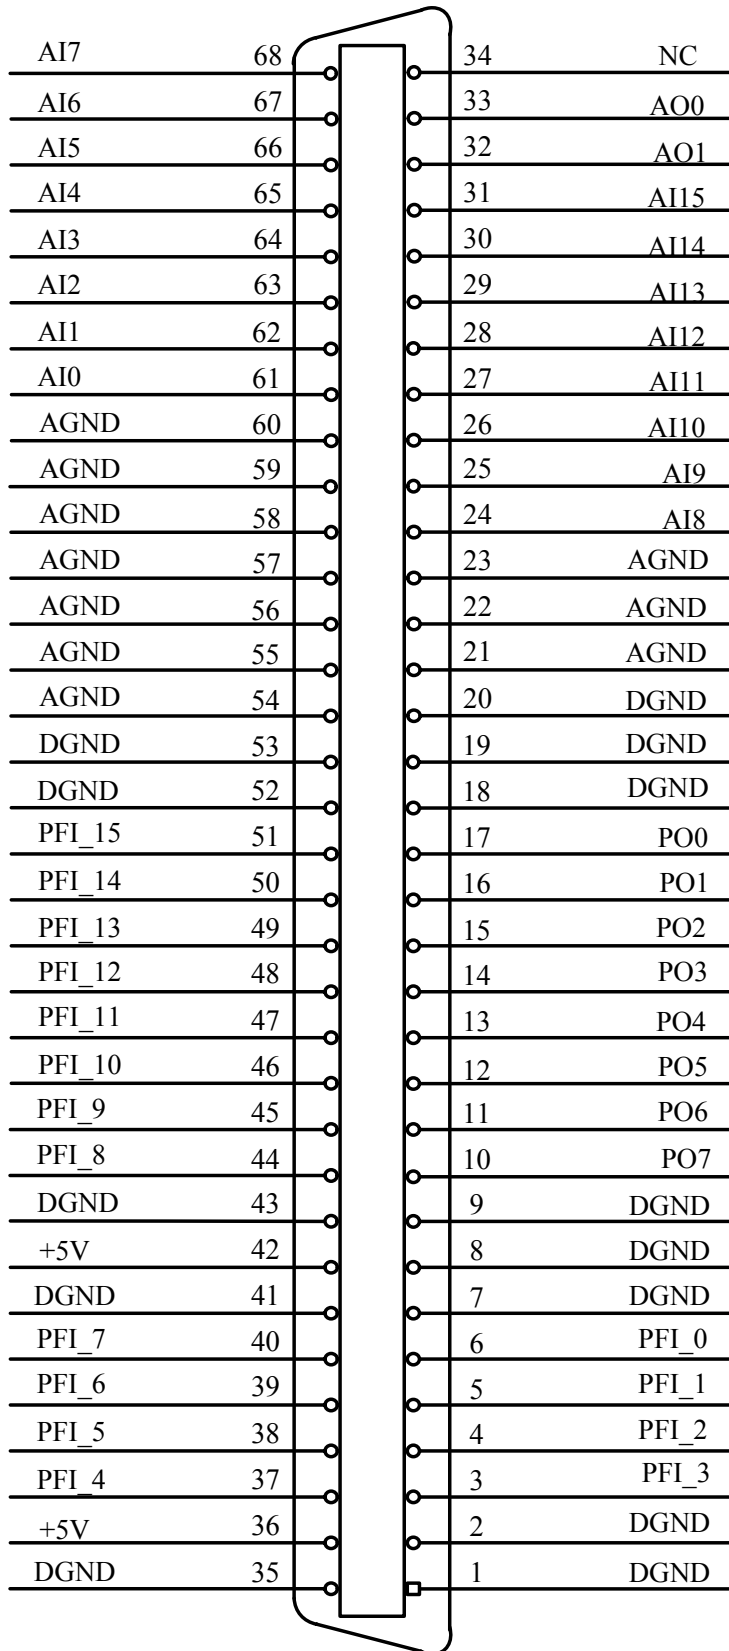 AI7 68 34 NC
AI6 67 33 AO0
AI5 66 32 AO1
AI4 65 31 AI15
AI3 64 30 AI14
AI2 63 29 AI13
AI1 62 28 AI12
AI0 61 27 AI11
AGND 60 26 AI10
AGND 59 25 AI9
AGND 58 24 AI8
AGND 57 23 AGND
AGND 56 22 AGND
AGND 55 21 AGND
AGND 54 20 DGND
DGND 53 19 DGND
DGND 52 18 DGND
PFI_15 51 17 PO0
PFI_14 50 16 PO1
PFI_13 49 15 PO2
PFI_12 48 14 PO3
PFI_11 47 13 PO4
PFI_10 46 12 PO5
PFI_9 45 11 PO6
PFI_8 44 10 PO7
DGND 43 9 DGND
+5V 42 8 DGND
DGND 41 7 DGND
PFI_7 40 6 PFI_0
PFI_6 39 5 PFI_1
PFI_5 38 4 PFI_2
PFI_4 37 3 PFI_3
+5V 36 2 DGND
DGND 35 1 DGND